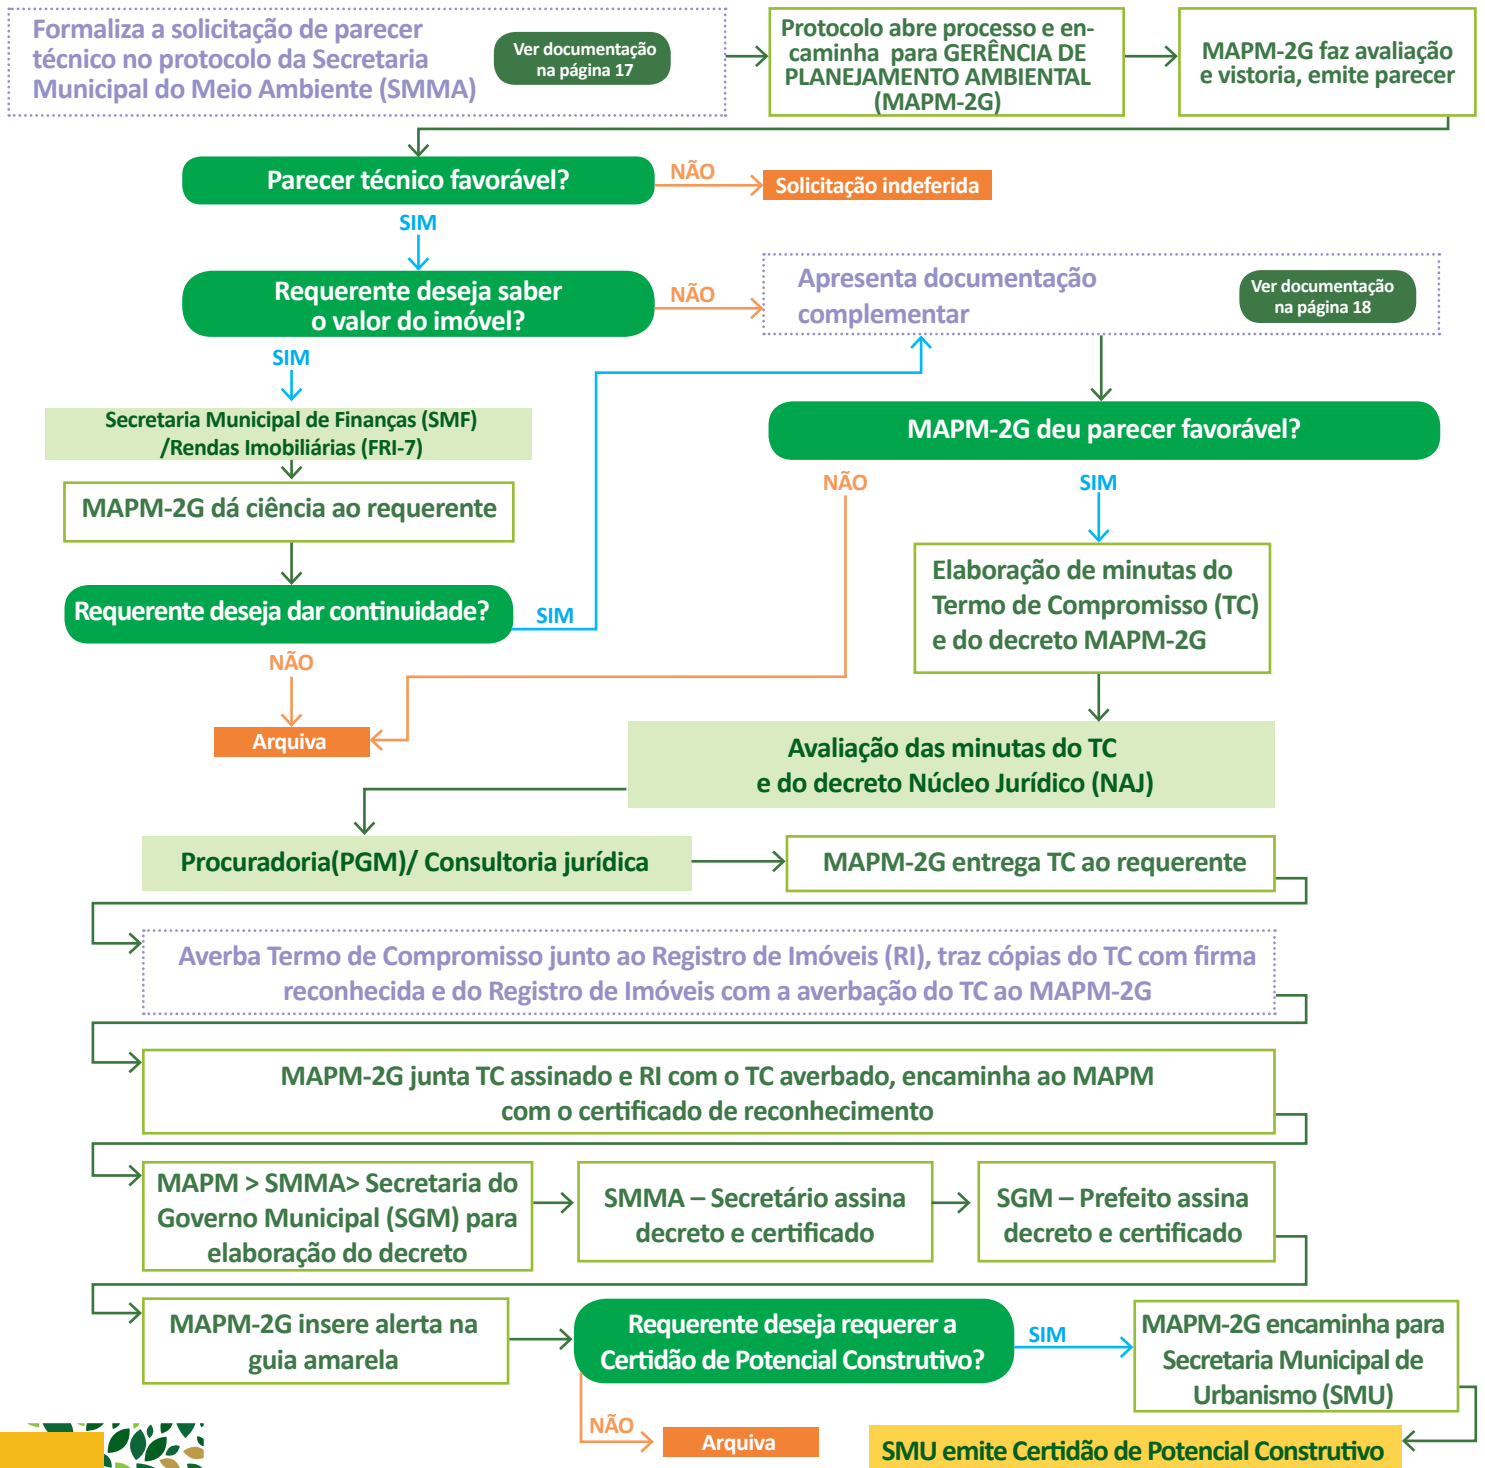 Formaliza a solicitação de parecer
técnico no protocolo da Secretaria
Municipal do Meio Ambiente (SMMA)
Ver documentação
na página 17
Protocolo abre processo e en-
caminha para GERÊNCIA DE
PLANEJAMENTO AMBIENTAL
(MAPM-2G)
MAPM-2G faz avaliação
e vistoria, emite parecer
Parecer técnico favorável?
NÃO
Solicitação indeferida
SIM
Requerente deseja saber
o valor do imóvel?
NÃO
Apresenta documentação
complementar
Ver documentação
na página 18
SIM
Secretaria Municipal de Finanças (SMF)
/Rendas Imobiliárias (FRI-7)
MAPM-2G deu parecer favorável?
MAPM-2G dá ciência ao requerente
NÃO
SIM
Requerente deseja dar continuidade?
SIM
Elaboração de minutas do
Termo de Compromisso (TC)
e do decreto MAPM-2G
NÃO
Arquiva
Avaliação das minutas do TC
e do decreto Núcleo Jurídico (NAJ)
Procuradoria(PGM)/ Consultoria jurídica
MAPM-2G entrega TC ao requerente
Averba Termo de Compromisso junto ao Registro de Imóveis (RI), traz cópias do TC com firma
reconhecida e do Registro de Imóveis com a averbação do TC ao MAPM-2G
MAPM-2G junta TC assinado e RI com o TC averbado, encaminha ao MAPM
com o certificado de reconhecimento
MAPM > SMMA> Secretaria do
Governo Municipal (SGM) para
elaboração do decreto
SMMA – Secretário assina
decreto e certificado
SGM – Prefeito assina
decreto e certificado
MAPM-2G insere alerta na
guia amarela
Requerente deseja requerer a
Certidão de Potencial Construtivo?
SIM
MAPM-2G encaminha para
Secretaria Municipal de
Urbanismo (SMU)
NÃO
Arquiva
SMU emite Certidão de Potencial Construtivo